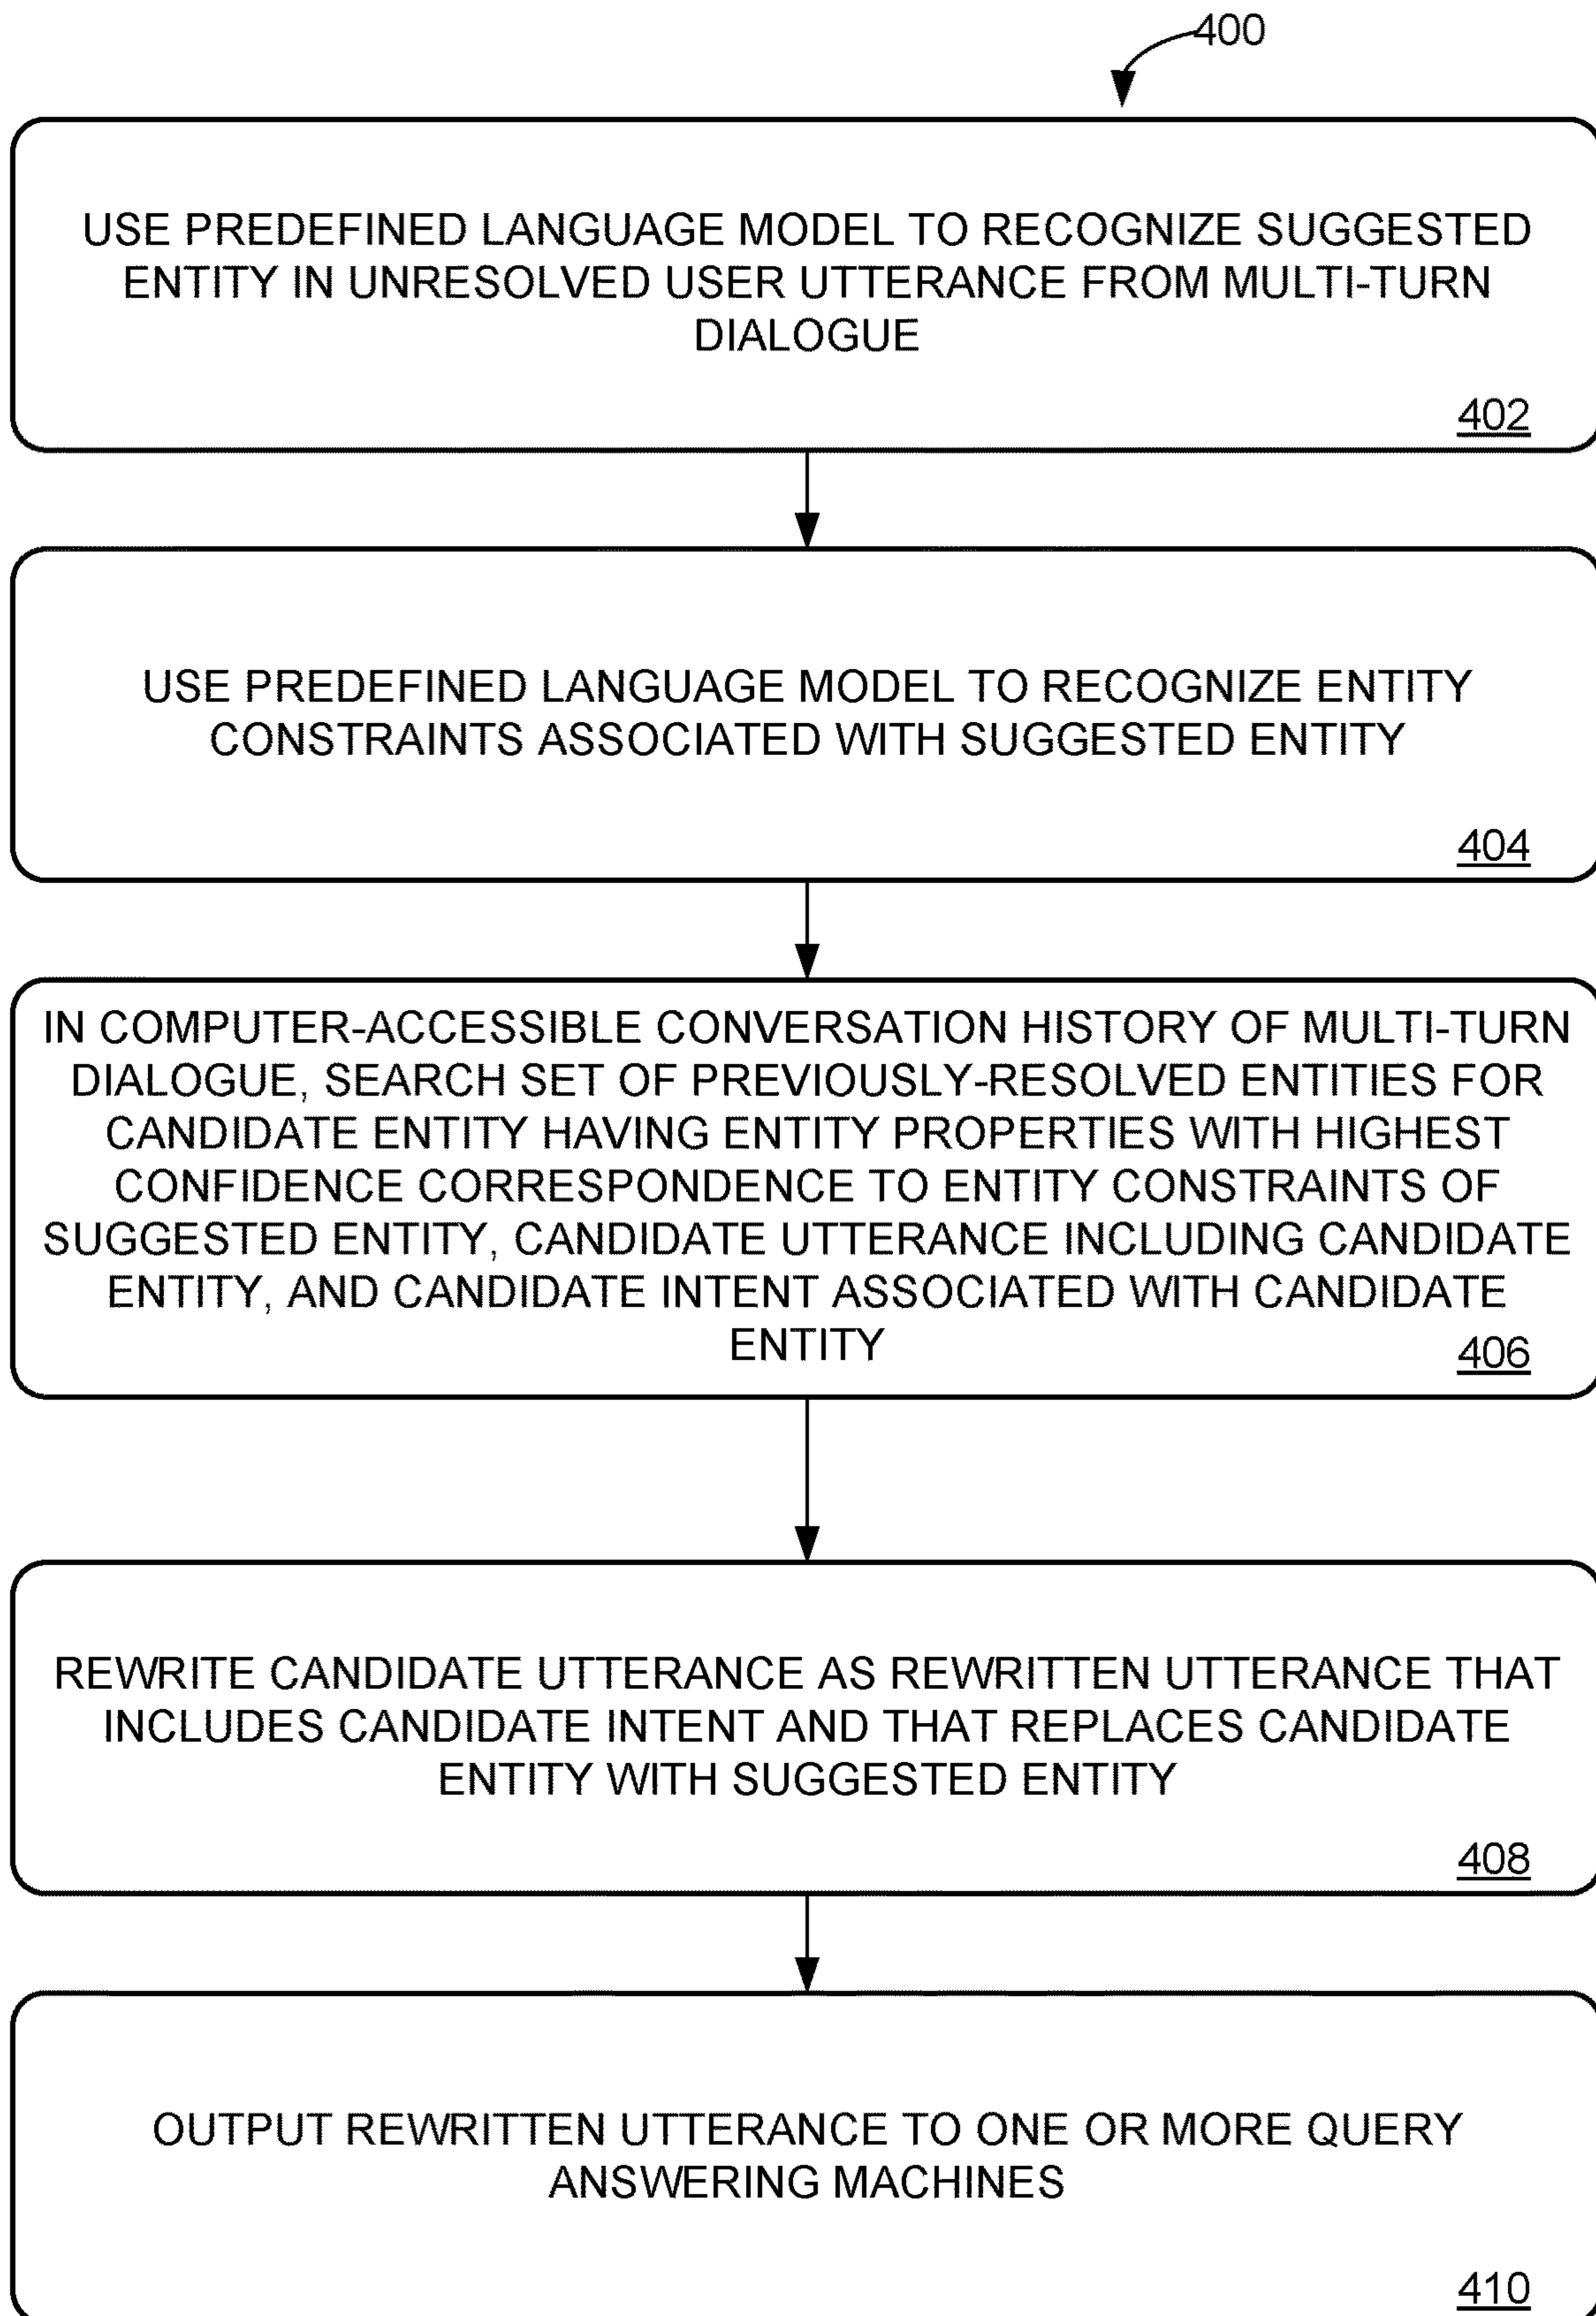 400
USE PREDEFINED LANGUAGE MODEL TO RECOGNIZE SUGGESTED
ENTITY IN UNRESOLVED USER UTTERANCE FROM MULTI-TURN
DIALOGUE
402
USE PREDEFINED LANGUAGE MODEL TO RECOGNIZE ENTITY
CONSTRAINTS ASSOCIATED WITH SUGGESTED ENTITY
404
IN COMPUTER-ACCESSIBLE CONVERSATION HISTORY OF MULTI-TURN
DIALOGUE, SEARCH SET OF PREVIOUSLY-RESOLVED ENTITIES FOR
CANDIDATE ENTITY HAVING ENTITY PROPERTIES WITH HIGHEST
CONFIDENCE CORRESPONDENCE TO ENTITY CONSTRAINTS OF
SUGGESTED ENTITY, CANDIDATE UTTERANCE INCLUDING CANDIDATE
ENTITY, AND CANDIDATE INTENT ASSOCIATED WITH CANDIDATE
ENTITY
406
REWRITE CANDIDATE UTTERANCE AS REWRITTEN UTTERANCE THAT
INCLUDES CANDIDATE INTENT AND THAT REPLACES CANDIDATE
ENTITY WITH SUGGESTED ENTITY
408
OUTPUT REWRITTEN UTTERANCE TO ONE OR MORE QUERY
ANSWERING MACHINES
410